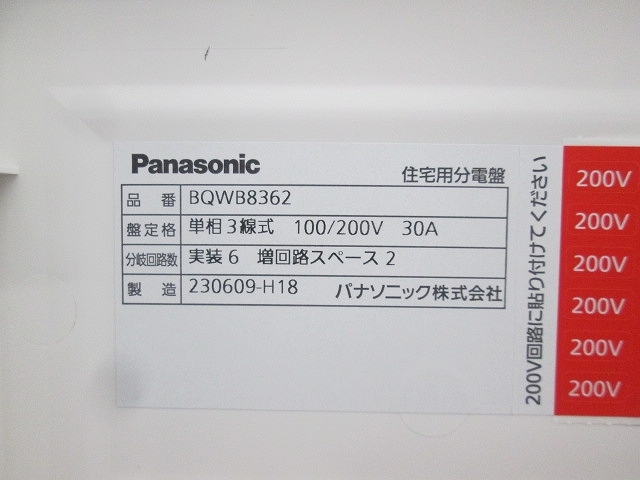 Panasonic
住宅用分電盤
品 番 BQWB8362
盤定格 単相3線式 100/200V 30A
分岐回路数 実装6 増回路スペース2
製 造 230609-H18 パナソニック株式会社
200V回路に貼り付けてください
200V
200V
200V
200V
200V
200V